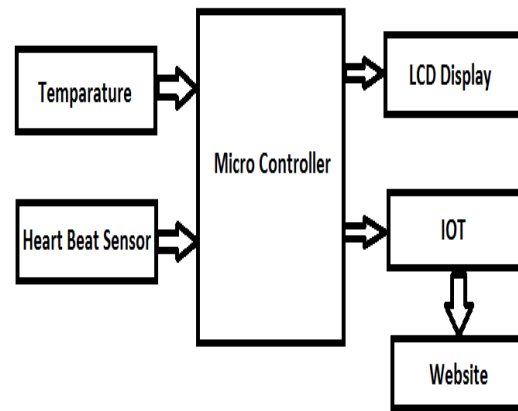 Temparature
Heart Beat Sensor
Micro Controller
LCD Display
IOT
Website